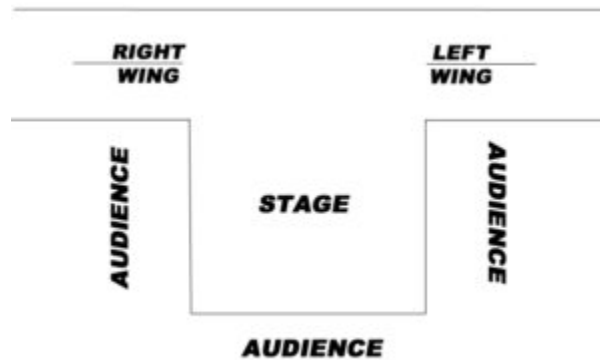 RIGHT
WING
LEFT
WING
AUDIENCE
STAGE
AUDIENCE
AUDIENCE